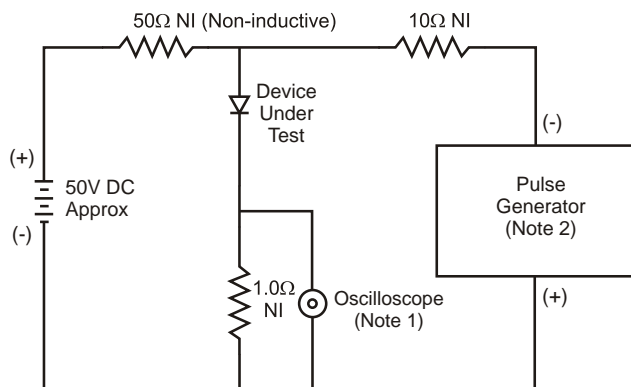 50Ω NI (Non-inductive)
10Ω NI
Device
Under
Test
(-)
(+)
50V DC
Approx
(-)
Pulse
Generator
(Note 2)
1.0Ω
NI
Oscilloscope
(Note 1)
(+)